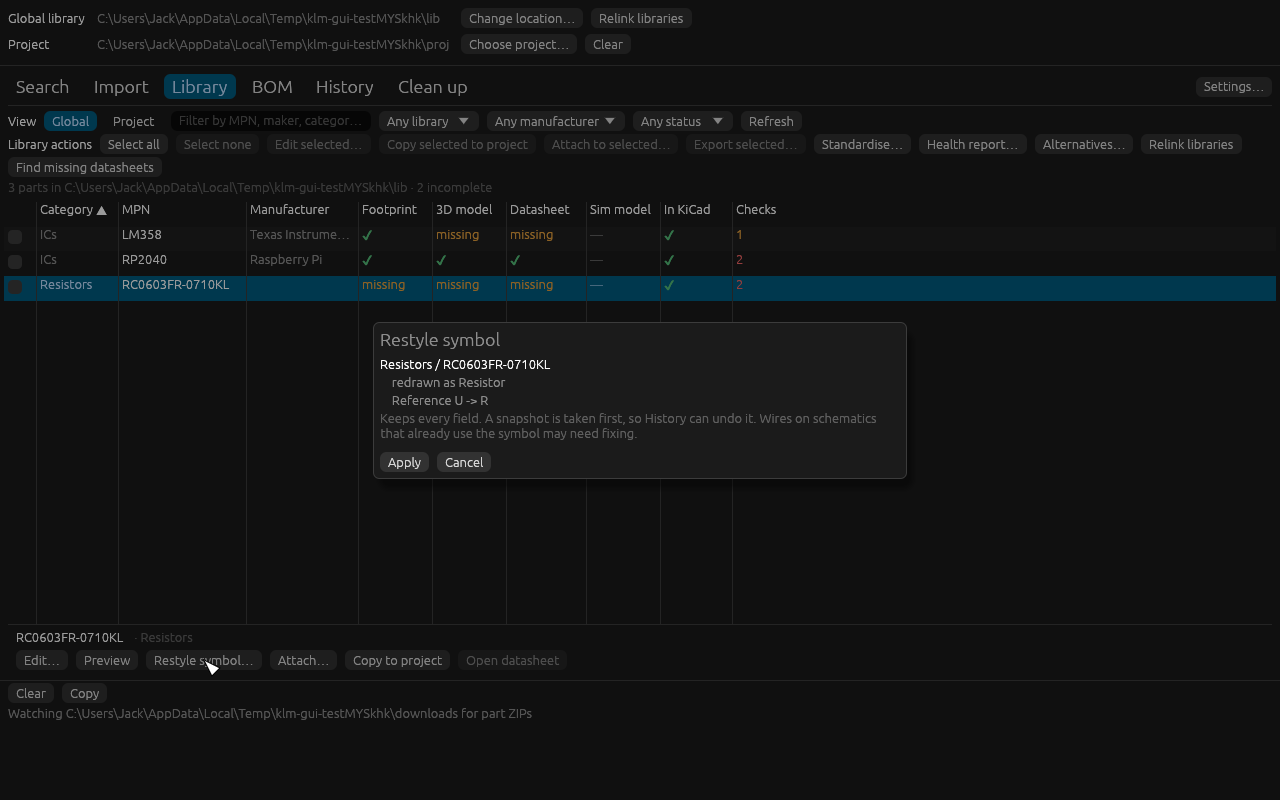 Global library C:\Users\Jack\AppData\Local\Temp\klm-gui-testMYSkhk\lib Change location… Relink libraries
Project C:\Users\Jack\AppData\Local\Temp\klm-gui-testMYSkhk\proj Choose project… Clear
Search Import Library BOM History Clean up Settings…
View Global Project Filter by MPN, maker, categor… Any library Any manufacturer Any status Refresh
Library actions Select all Select none Edit selected… Copy selected to project Attach to selected… Export selected… Standardise… Health report… Alternatives… Relink libraries
Find missing datasheets
3 parts in C:\Users\Jack\AppData\Local\Temp\klm-gui-testMYSkhk\lib · 2 incomplete
Category ▲ MPN Manufacturer Footprint 3D model Datasheet Sim model In KiCad Checks
ICs LM358 Texas Instrume… ✔ missing missing — ✔ 1
ICs RP2040 Raspberry Pi ✔ ✔ ✔ — ✔ 2
Resistors RC0603FR-0710KL missing missing missing — ✔ 2
Restyle symbol
Resistors / RC0603FR-0710KL
redrawn as Resistor
Reference U -> R
Keeps every field. A snapshot is taken first, so History can undo it. Wires on schematics
that already use the symbol may need fixing.
Apply Cancel
RC0603FR-0710KL · Resistors
Edit… Preview Restyle symbol… Attach… Copy to project Open datasheet
Clear Copy
Watching C:\Users\Jack\AppData\Local\Temp\klm-gui-testMYSkhk\downloads for part ZIPs